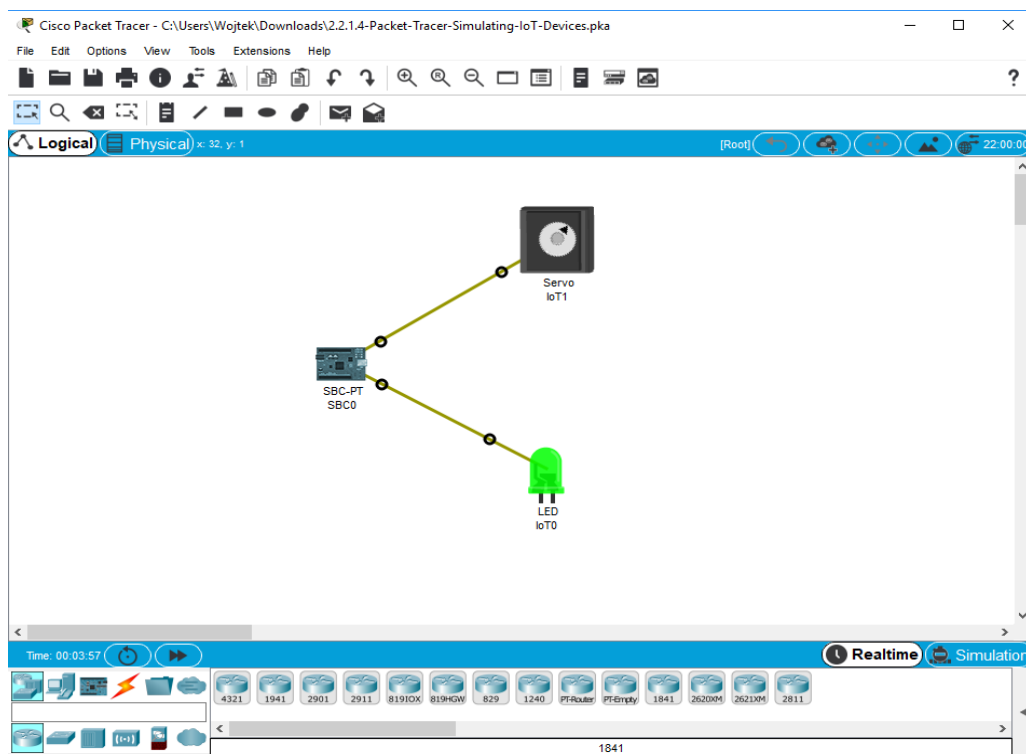 Cisco Packet Tracer - C:\Users\Wojtek\Downloads\2.2.1.4-Packet-Tracer-Simulating-IoT-Devices.pka
File Edit Options View Tools Extensions Help
?
Logical Physical x: 32, y: 1 [Root] 22:00:00
Servo
IoT1
SBC-PT
SBC0
LED
IoT0
Time: 00:03:57 Realtime Simulation
4321 1941 2901 2911 819IOX 819HGW 829 1240 PT-Router PT-Empty 1841 2620XM 2621XM 2811
1841